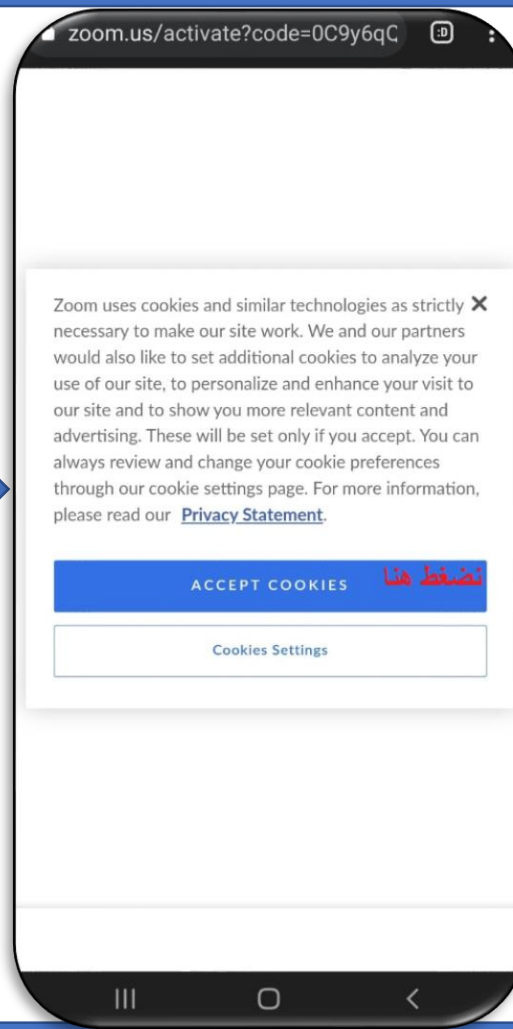 zoom.us/activate?code=0C9y6qC
Zoom uses cookies and similar technologies as strictly
necessary to make our site work. We and our partners
would also like to set additional cookies to analyze your
use of our site, to personalize and enhance your visit to
our site and to show you more relevant content and
advertising. These will be set only if you accept. You can
always review and change your cookie preferences
through our cookie settings page. For more information,
please read our Privacy Statement.
ACCEPT COOKIES نضغط هنا
Cookies Settings